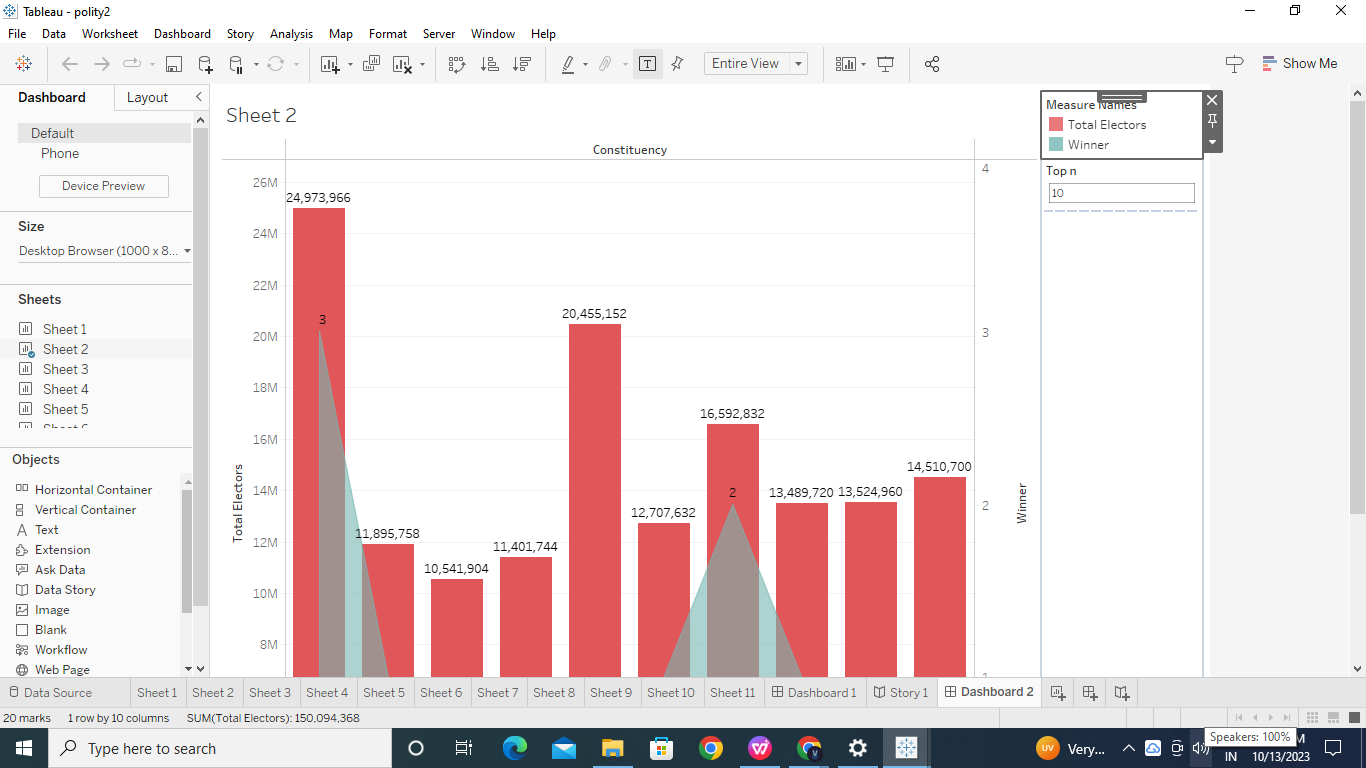 Tableau - polity2
File Data Worksheet Dashboard Story Analysis Map Format Server Window Help
Entire View
Show Me
Dashboard Layout
Default
Phone
Device Preview
Size
Desktop Browser (1000 x 8...
Sheets
Sheet 1
Sheet 2
Sheet 3
Sheet 4
Sheet 5
Objects
Horizontal Container
Vertical Container
Text
Extension
Ask Data
Data Story
Image
Blank
Workflow
Web Page
Sheet 2
Constituency
26M
24M
22M
20M
18M
16M
14M
12M
10M
8M
Total Electors
24,973,966
3
11,895,758
10,541,904
11,401,744
20,455,152
12,707,632
16,592,832
2
13,489,720
13,524,960
14,510,700
4
3
2
Winner
Measure Names
Total Electors
Winner
Top n
10
Data Source Sheet 1 Sheet 2 Sheet 3 Sheet 4 Sheet 5 Sheet 6 Sheet 7 Sheet 8 Sheet 9 Sheet 10 Sheet 11 Dashboard 1 Story 1 Dashboard 2
20 marks 1 row by 10 columns SUM(Total Electors): 150,094,368
Type here to search
UV
Very...
Speakers: 100%
IN 10/13/2023